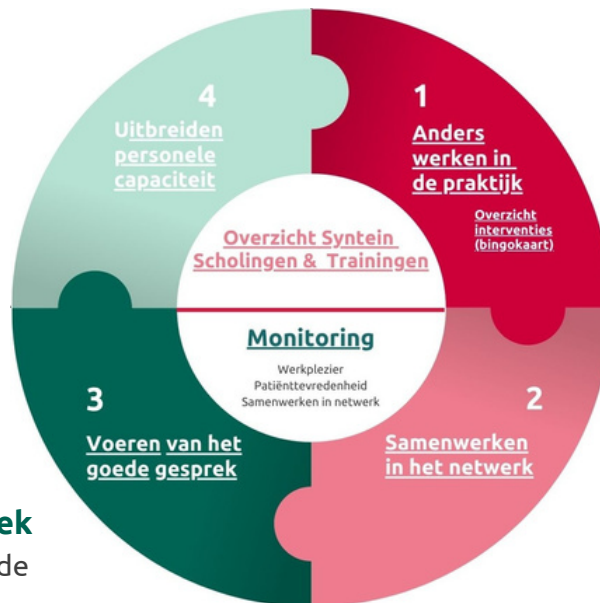 4
Uitbreiden
personele
capaciteit
1
Anders
werken in
de praktijk
Overzicht
interventies
(bingokaart)
Overzicht Syntein
Scholingen & Trainingen
Monitoring
Werkplezier
Patiënttevredenheid
Samenwerken in netwerk
3
Voeren van het
goede gesprek
2
Samenwerken
in het netwerk
ek
de